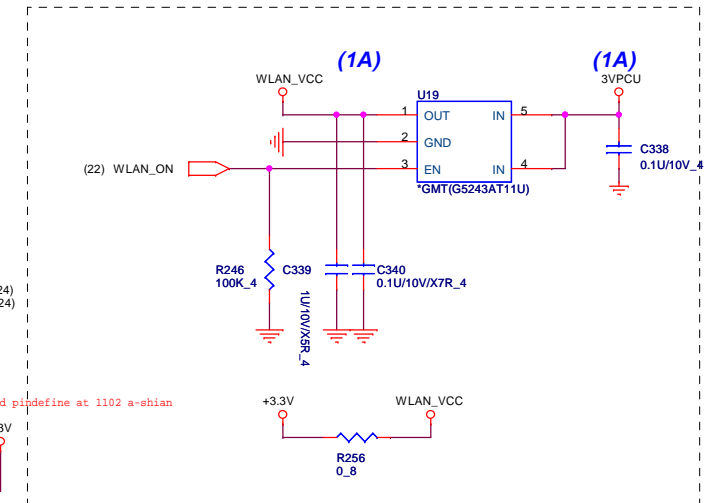 (1A)
(1A)
WLAN_VCC
3VPCU
U19
1
OUT
IN
5
2
GND
C338
0.1U/10V_4
(22) WLAN_ON
3
EN
IN
4
*GMT(G5243AT11U)
R246
100K_4
C339
1U/10V/X5R_4
C340
0.1U/10V/X7R_4
24)
24)
d pindefine at 1102 a-shian
+3.3V
WLAN_VCC
3V
R256
0_8